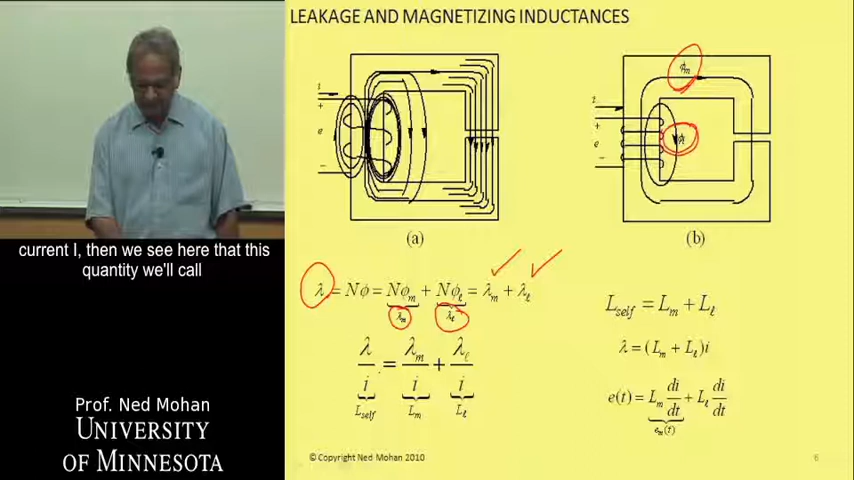 LEAKAGE AND MAGNETIZING INDUCTANCES
i
+
e
−
(a)
ϕm
i
+
e
−
ϕℓ
(b)
current I, then we see here that this
quantity we'll call
λ = Nϕ = Nϕm + Nϕℓ = λm + λℓ
λm λℓ
λ/i = λm/i + λℓ/i
Lself Lm Lℓ
Lself = Lm + Lℓ
λ = (Lm + Lℓ)i
e(t) = Lm di/dt + Lℓ di/dt
em(t)
Prof. Ned Mohan
UNIVERSITY
OF MINNESOTA
© Copyright Ned Mohan 2010
6